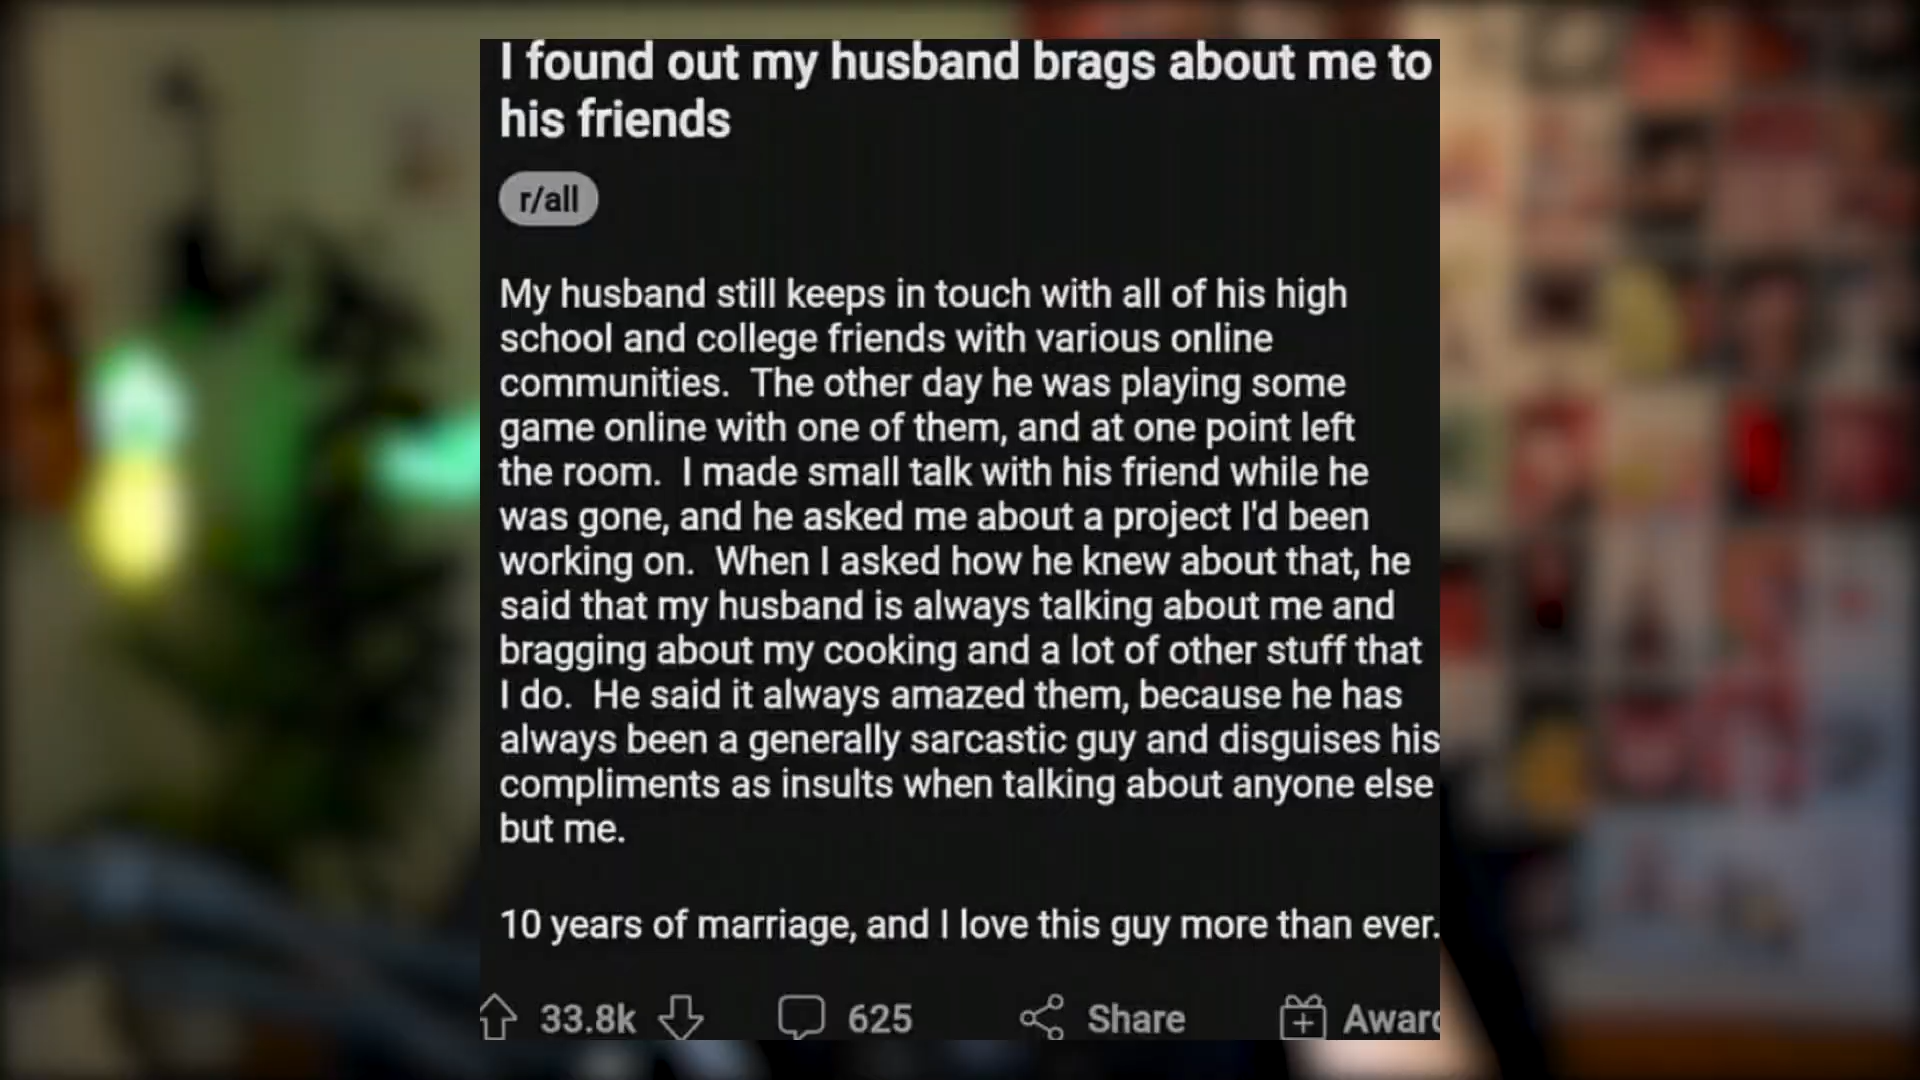 I found out my husband brags about me to
his friends
r/all
My husband still keeps in touch with all of his high
school and college friends with various online
communities.  The other day he was playing some
game online with one of them, and at one point left
the room.  I made small talk with his friend while he
was gone, and he asked me about a project I'd been
working on.  When I asked how he knew about that, he
said that my husband is always talking about me and
bragging about my cooking and a lot of other stuff that
I do.  He said it always amazed them, because he has
always been a generally sarcastic guy and disguises his
compliments as insults when talking about anyone else
but me.
10 years of marriage, and I love this guy more than ever.
33.8k 625 Share Awar